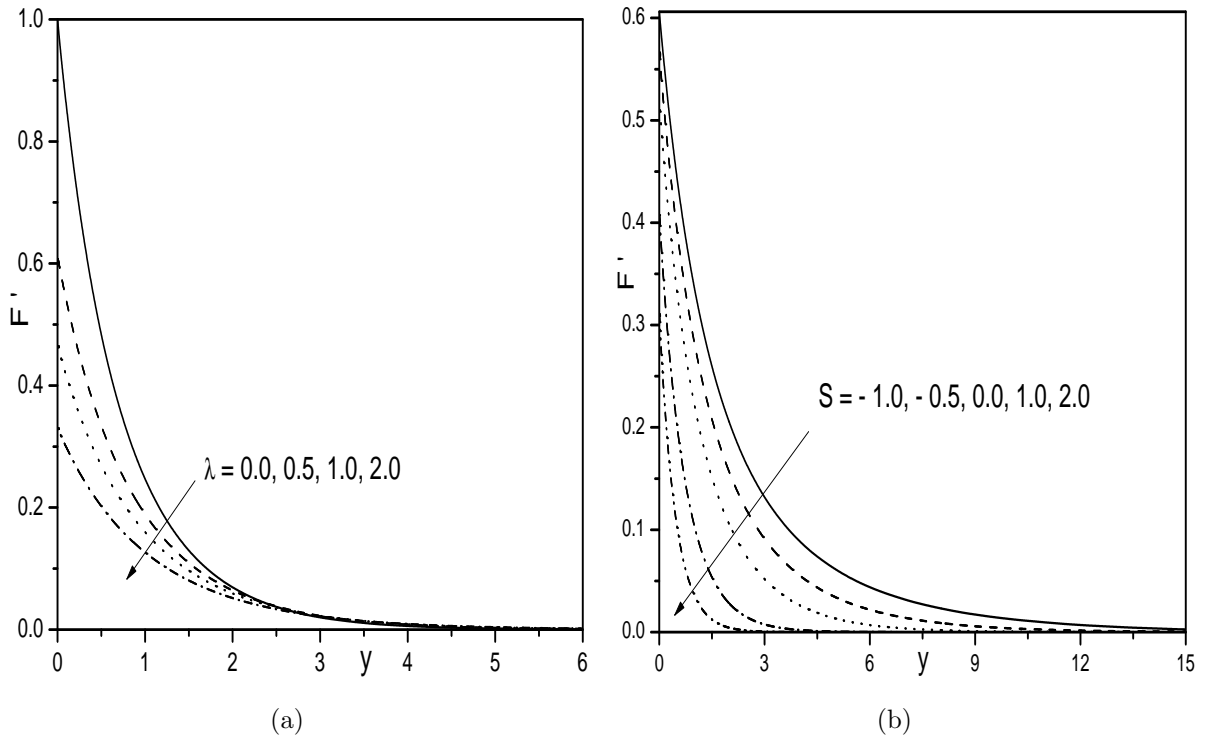 1.0
0.8
0.6
0.4
0.2
0.0
F '
λ = 0.0, 0.5, 1.0, 2.0
0 1 2 3 4 5 6
y
(a)
0.6
0.5
0.4
0.3
0.2
0.1
0.0
F '
S = - 1.0, - 0.5, 0.0, 1.0, 2.0
0 3 6 9 12 15
y
(b)